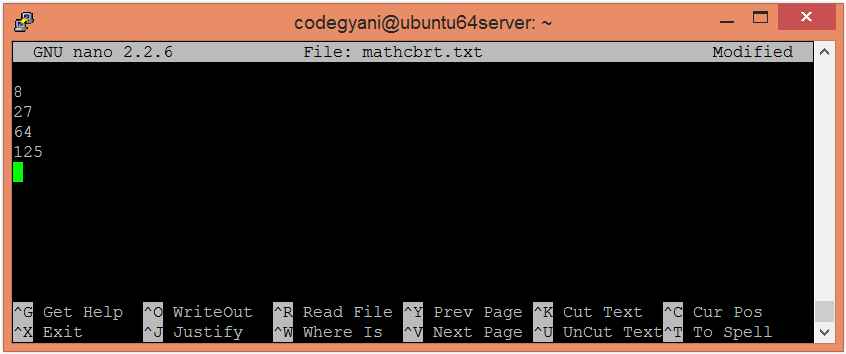 codegyani@ubuntu64server: ~
GNU nano 2.2.6 File: mathcbrt.txt Modified
8
27
64
125
^G Get Help ^O WriteOut ^R Read File ^Y Prev Page ^K Cut Text ^C Cur Pos
^X Exit ^J Justify ^W Where Is ^V Next Page ^U UnCut Text ^T To Spell